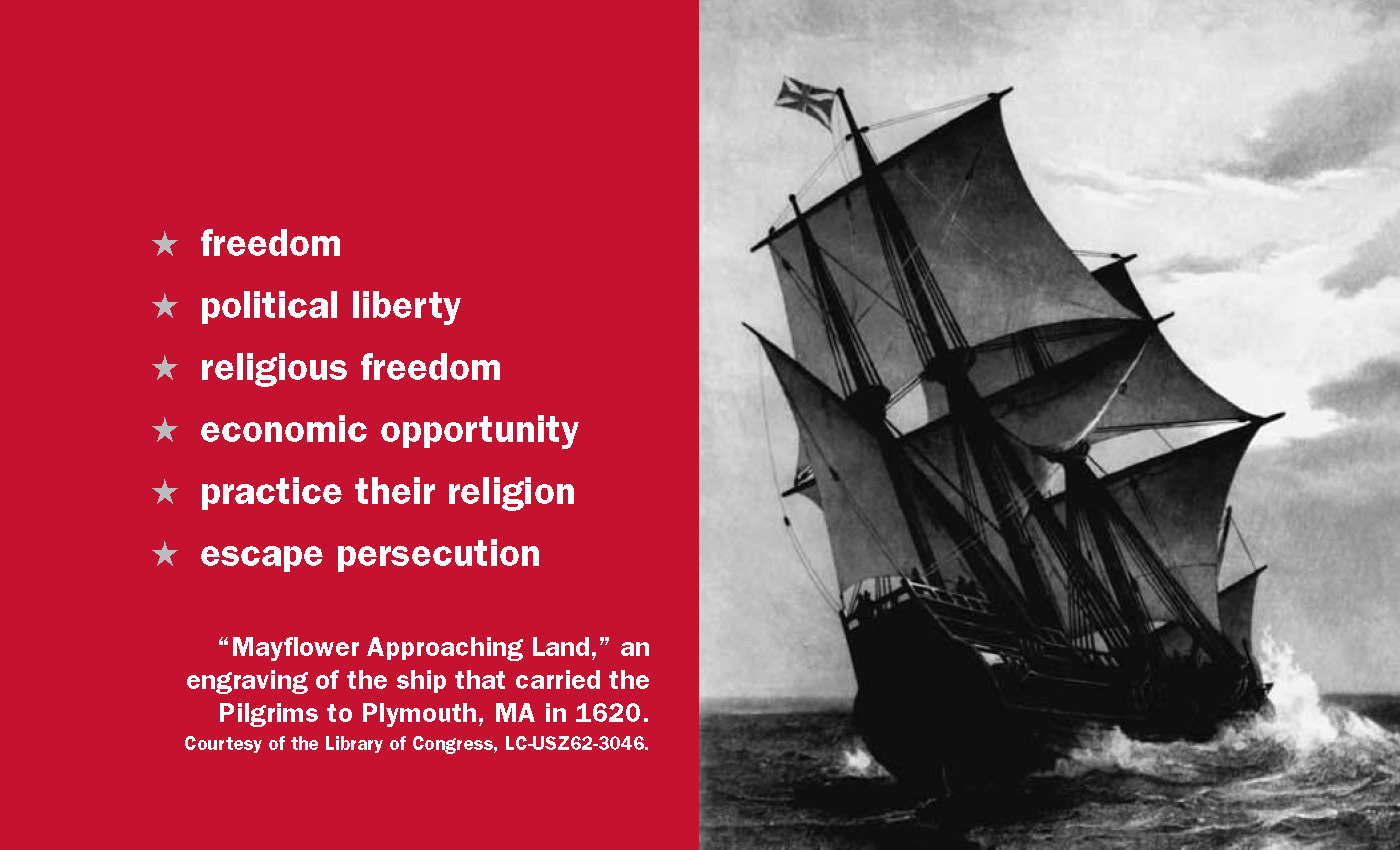 ★ freedom
★ political liberty
★ religious freedom
★ economic opportunity
★ practice their religion
★ escape persecution
“Mayflower Approaching Land,” an
engraving of the ship that carried the
Pilgrims to Plymouth, MA in 1620.
Courtesy of the Library of Congress, LC-USZ62-3046.